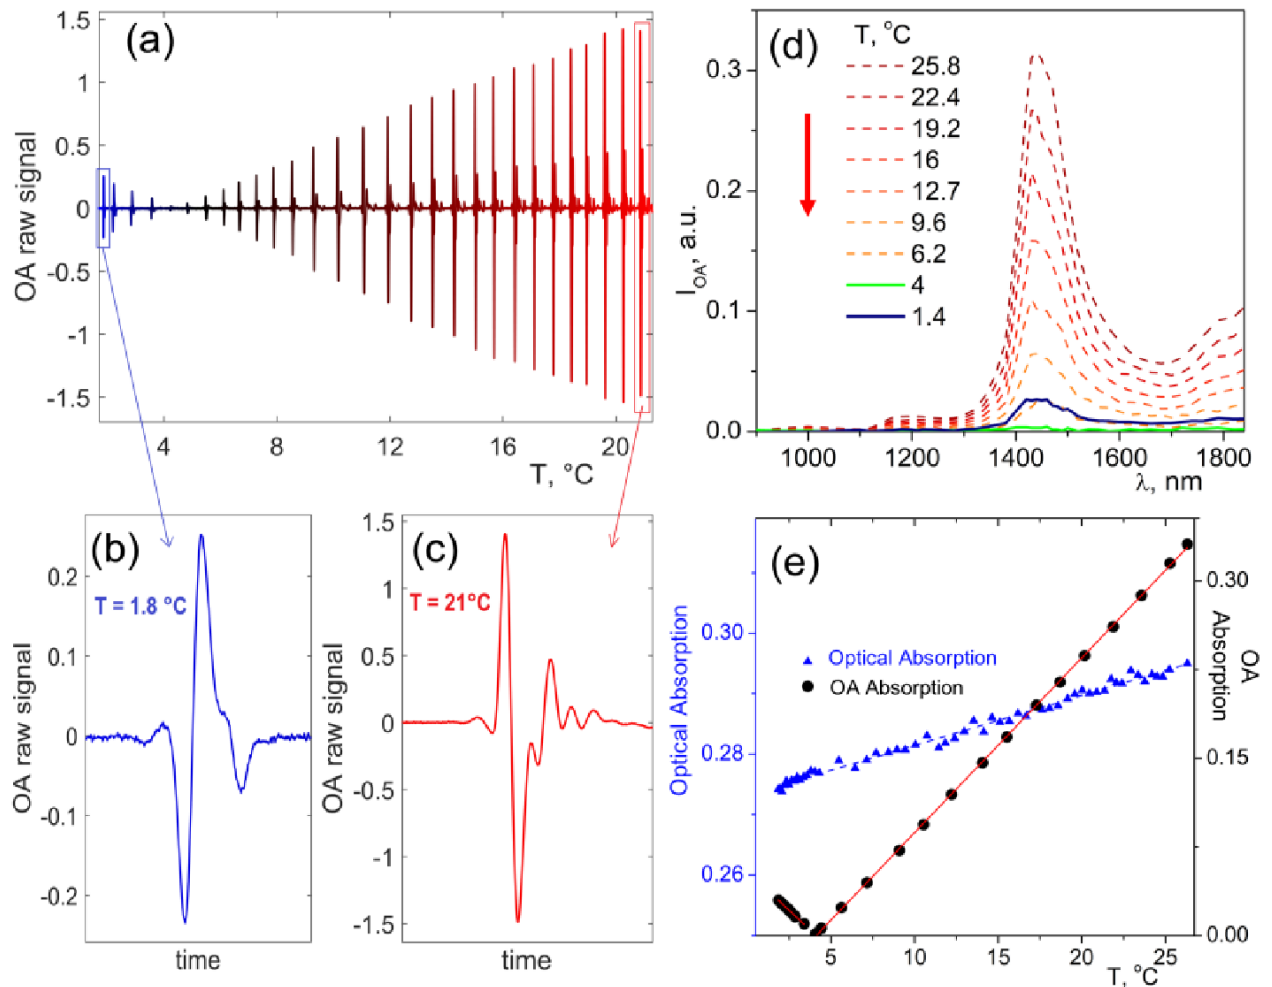 (a)
OA raw signal
1.5
1
0.5
0
-0.5
-1
-1.5
4
8
12
16
20
T, °C
(b)
T = 1.8 °C
OA raw signal
0.2
0.1
0
-0.1
-0.2
time
(c)
T = 21°C
OA raw signal
1.5
1
0.5
0
-0.5
-1
-1.5
time
(d)
T, °C
25.8
22.4
19.2
16
12.7
9.6
6.2
4
1.4
I_OA, a.u.
0.3
0.2
0.1
0.0
1000
1200
1400
1600
1800
λ, nm
(e)
Optical Absorption
0.30
0.28
0.26
Optical Absorption
OA Absorption
OA
Absorption
0.30
0.15
0.00
5
10
15
20
25
T, °C